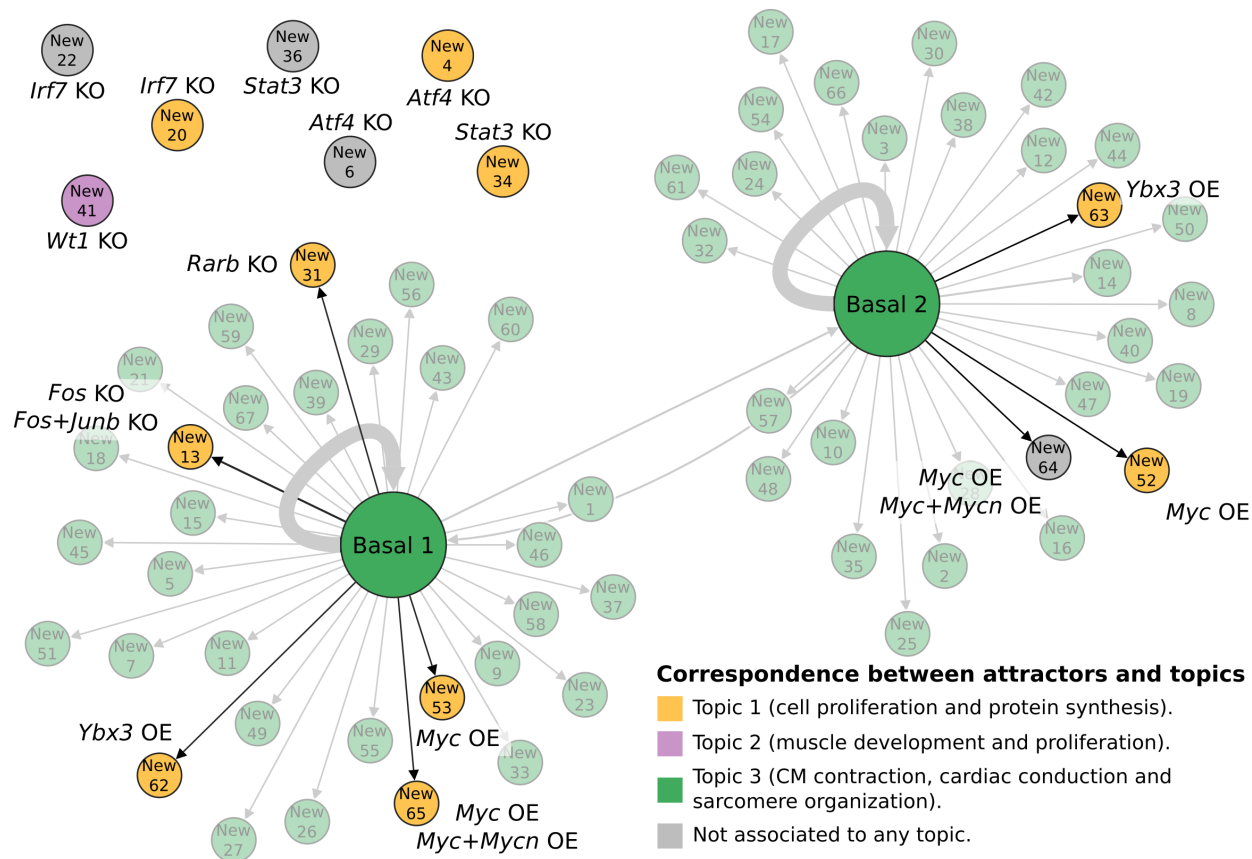 New
22
Irf7 KO
Irf7 KO
New
20
New
36
Stat3 KO
New
4
Atf4 KO
Atf4 KO
New
6
Stat3 KO
New
34
New
41
Wt1 KO
Rarb KO
New
31
New
56
New
59
New
29
New
60
New
21
New
43
New
39
New
67
Fos KO
Fos+Junb KO
New
18
New
13
New
15
New
45
New
5
Basal 1
New
1
New
46
New
37
New
58
New
51
New
7
New
11
New
9
New
23
New
49
New
53
Myc OE
New
55
New
33
Ybx3 OE
New
62
New
65
Myc OE
Myc+Mycn OE
New
26
New
27
New
17
New
30
New
66
New
42
New
54
New
38
New
3
New
12
New
44
New
61
New
24
New
63
Ybx3 OE
New
50
New
32
New
14
Basal 2
New
8
New
40
New
19
New
47
New
57
New
10
New
48
New
64
New
52
Myc OE
Myc OE
Myc+Mycn OE
28
New
16
New
35
New
2
New
25
Correspondence between attractors and topics
Topic 1 (cell proliferation and protein synthesis).
Topic 2 (muscle development and proliferation).
Topic 3 (CM contraction, cardiac conduction and
sarcomere organization).
Not associated to any topic.